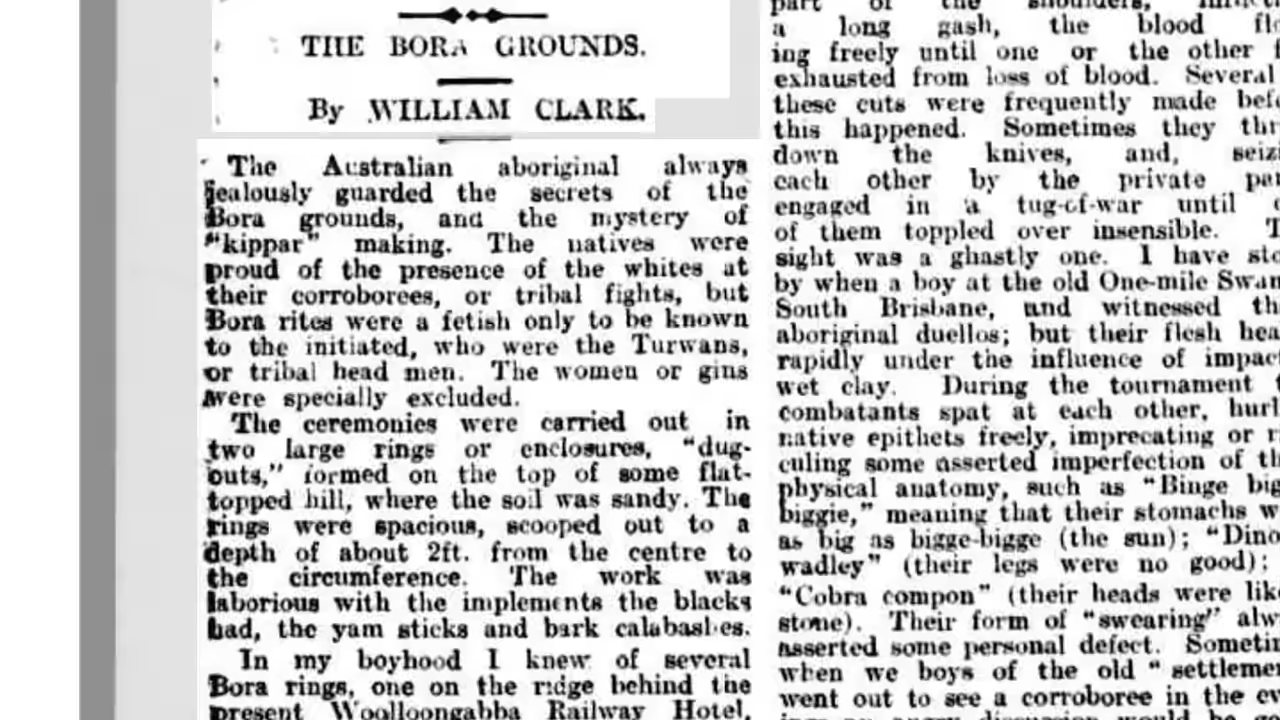 THE BORA GROUNDS.
By WILLIAM CLARK.
The Australian aboriginal always
jealously guarded the secrets of the
Bora grounds, and the mystery of
"kippar" making. The natives were
proud of the presence of the whites at
their corroborees, or tribal fights, but
Bora rites were a fetish only to be known
to the initiated, who were the Turwans,
or tribal head men. The women or gins
were specially excluded.
The ceremonies were carried out in
two large rings or enclosures, "dug-
outs," formed on the top of some flat-
topped hill, where the soil was sandy. The
rings were spacious, scooped out to a
depth of about 2ft. from the centre to
the circumference. The work was
laborious with the implements the blacks
had, the yam sticks and bark calabashes.
In my boyhood I knew of several
Bora rings, one on the ridge behind the
present Woolloongabba Railway Hotel,
part of the shoulders,
a long gash, the blood
ing freely until one or the other
exhausted from loss of blood. Several
these cuts were frequently made
this happened. Sometimes they
down the knives, and,
each other by the private
engaged in a tug-of-war until
of them toppled over insensible.
sight was a ghastly one. I have
by when a boy at the old One-mile
South Brisbane, and witnessed
aboriginal duellos; but their flesh
rapidly under the influence of
wet clay. During the tournament
combatants spat at each other,
native epithets freely, imprecating or
culing some asserted imperfection of
physical anatomy, such as "Binge
biggie," meaning that their stomachs
as big as bigge-bigge (the sun);
wadley" (their legs were no good);
"Cobra compon" (their heads were
stone). Their form of "swearing"
asserted some personal defect.
when we boys of the old "
went out to see a corroboree in the